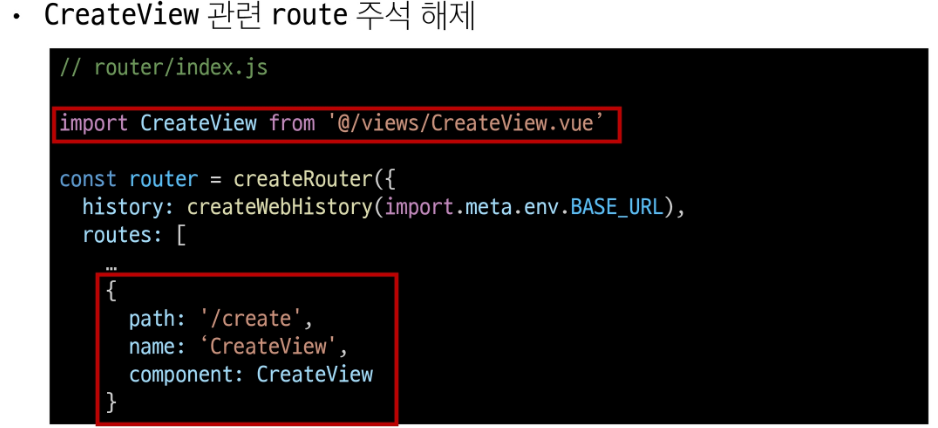 • CreateView 관련 route 주석 해제
// router/index.js
import CreateView from '@/views/CreateView.vue’
const router = createRouter({
  history: createWebHistory(import.meta.env.BASE_URL),
  routes: [
    …
    {
      path: '/create',
      name: ‘CreateView',
      component: CreateView
    }